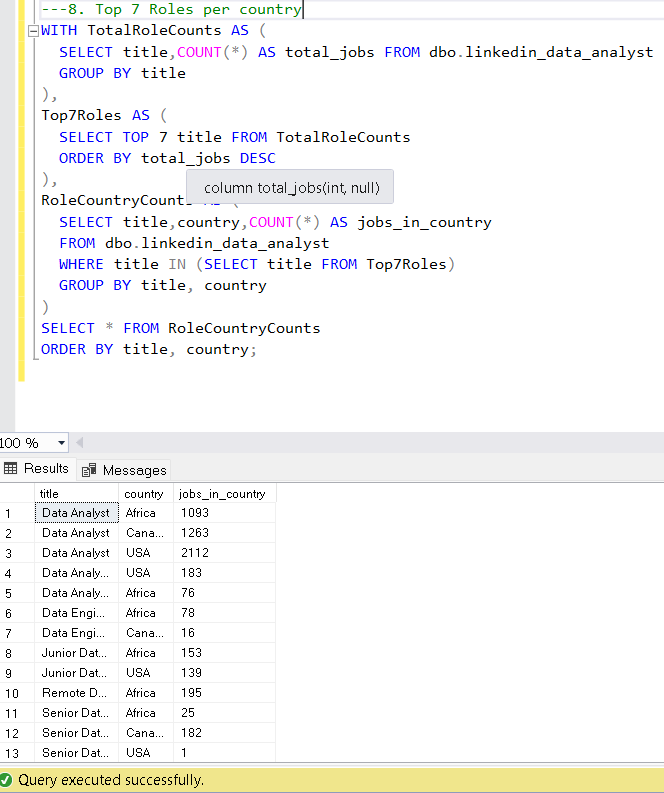 ---8. Top 7 Roles per country
WITH TotalRoleCounts AS (
SELECT title,COUNT(*) AS total_jobs FROM dbo.linkedin_data_analyst
GROUP BY title
),
Top7Roles AS (
SELECT TOP 7 title FROM TotalRoleCounts
ORDER BY total_jobs DESC
),
column total_jobs(int, null)
RoleCountryCounts AS (
SELECT title,country,COUNT(*) AS jobs_in_country
FROM dbo.linkedin_data_analyst
WHERE title IN (SELECT title FROM Top7Roles)
GROUP BY title, country
)
SELECT * FROM RoleCountryCounts
ORDER BY title, country;
100 %
Results Messages
title country jobs_in_country
1 Data Analyst Africa 1093
2 Data Analyst Cana... 1263
3 Data Analyst USA 2112
4 Data Analy... USA 183
5 Data Analy... Africa 76
6 Data Engi... Africa 78
7 Data Engi... Cana... 16
8 Junior Dat... Africa 153
9 Junior Dat... USA 139
10 Remote D... Africa 195
11 Senior Dat... Africa 25
12 Senior Dat... Cana... 182
13 Senior Dat... USA 1
Query executed successfully.